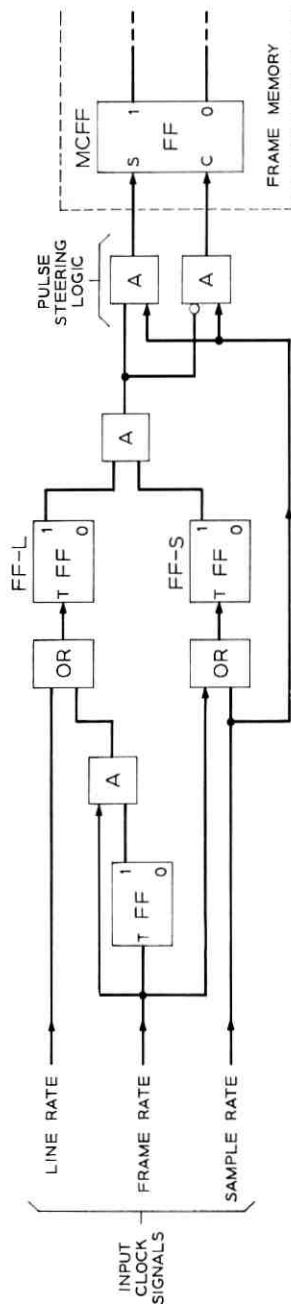 INPUT
CLOCK
SIGNALS
LINE RATE
FRAME RATE
SAMPLE RATE
T FF 1
0
A
OR
OR
FF-L
T FF 1
0
FF-S
T FF 1
0
A
PULSE
STEERING
LOGIC
A
A
MCFF
S 1
FF
C 0
FRAME MEMORY